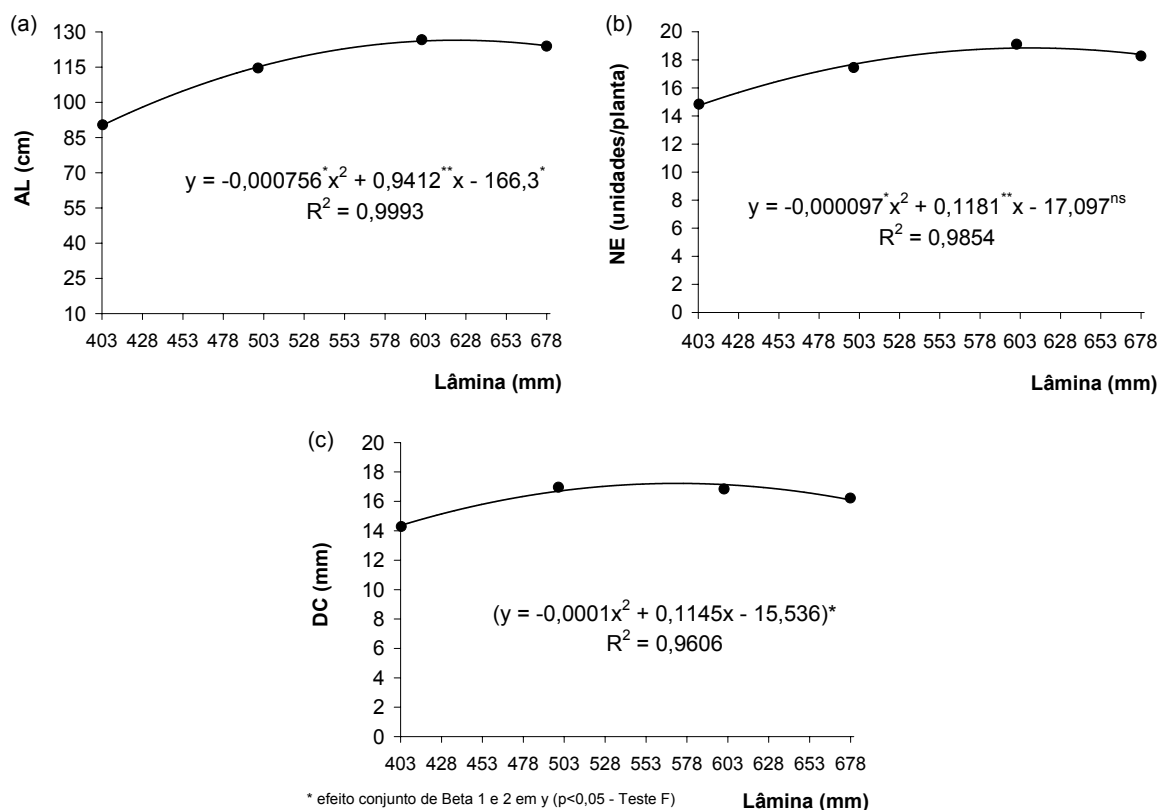 (a)
130
115
100
85
70
55
40
25
10
AL (cm)
y = -0,000756*x² + 0,9412**x - 166,3*
R² = 0,9993
403 428 453 478 503 528 553 578 603 628 653 678
Lâmina (mm)
(b)
20
18
16
14
12
10
8
6
4
2
0
NE (unidades/planta)
y = -0,000097*x² + 0,1181**x - 17,097ns
R² = 0,9854
403 428 453 478 503 528 553 578 603 628 653 678
Lâmina (mm)
(c)
20
18
16
14
12
10
8
6
4
2
0
DC (mm)
(y = -0,0001x² + 0,1145x - 15,536)*
R² = 0,9606
403 428 453 478 503 528 553 578 603 628 653 678
* efeito conjunto de Beta 1 e 2 em y (p<0,05 - Teste F)
Lâmina (mm)